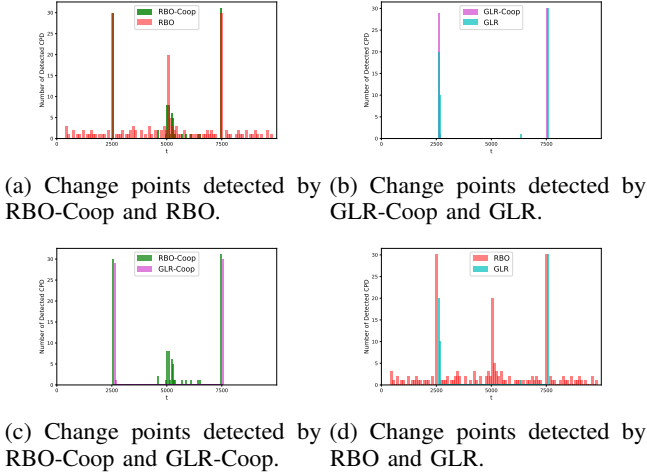 RBO-Coop
RBO
Number of Detected CPD
30
25
20
15
10
5
0
0
2500
5000
7500
t
GLR-Coop
GLR
Number of Detected CPD
30
25
20
15
10
5
0
0
2500
5000
7500
t
(a) Change points detected by RBO-Coop and RBO.
(b) Change points detected by GLR-Coop and GLR.
RBO-Coop
GLR-Coop
Number of Detected CPD
30
25
20
15
10
5
0
0
2500
5000
7500
t
RBO
GLR
Number of Detected CPD
30
25
20
15
10
5
0
0
2500
5000
7500
t
(c) Change points detected by RBO-Coop and GLR-Coop.
(d) Change points detected by RBO and GLR.